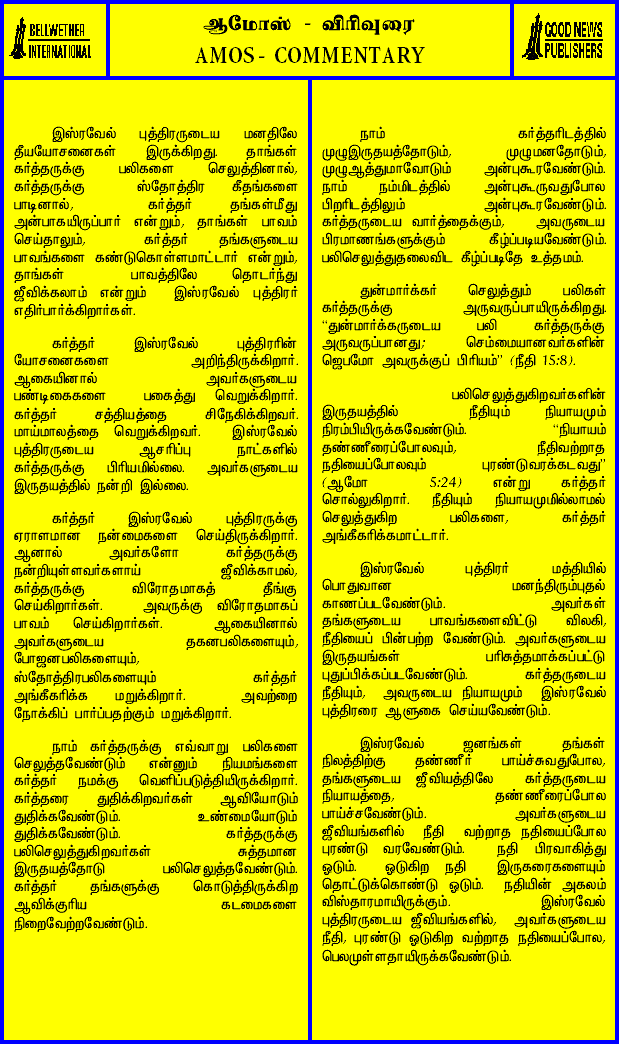 BELLWETHER
INTERNATIONAL
ஆமோஸ் - விரிவுரை
AMOS- COMMENTARY
GOOD NEWS
PUBLISHERS
இஸ்ரவேல் புத்திரருடைய மனதிலே
தீயயோசனைகள் இருக்கிறது. தாங்கள்
கர்த்தருக்கு பலிகளை செலுத்தினால்,
கர்த்தருக்கு ஸ்தோத்திர கீதங்களை
பாடினால், கர்த்தர் தங்கள்மீது
அன்பாகயிருப்பார் என்றும், தாங்கள் பாவம்
செய்தாலும், கர்த்தர் தங்களுடைய
பாவங்களை கண்டுகொள்ளமாட்டார் என்றும்,
தாங்கள் பாவத்திலே தொடர்ந்து
ஜீவிக்கலாம் என்றும் இஸ்ரவேல் புத்திரர்
எதிர்பார்க்கிறார்கள்.
கர்த்தர் இஸ்ரவேல் புத்திரரின்
யோசனைகளை அறிந்திருக்கிறார்.
ஆகையினால் அவர்களுடைய
பண்டிகைகளை பகைத்து வெறுக்கிறார்.
கர்த்தர் சத்தியத்தை சிநேகிக்கிறவர்.
மாய்மாலத்தை வெறுக்கிறவர். இஸ்ரவேல்
புத்திரருடைய ஆசரிப்பு நாட்களில்
கர்த்தருக்கு பிரியமில்லை. அவர்களுடைய
இருதயத்தில் நன்றி இல்லை.
கர்த்தர் இஸ்ரவேல் புத்திரருக்கு
ஏராளமான நன்மைகளை செய்திருக்கிறார்.
ஆனால் அவர்களோ கர்த்தருக்கு
நன்றியுள்ளவர்களாய் ஜீவிக்காமல்,
கர்த்தருக்கு விரோதமாகத் தீங்கு
செய்கிறார்கள். அவருக்கு விரோதமாகப்
பாவம் செய்கிறார்கள். ஆகையினால்
அவர்களுடைய தகனபலிகளையும்,
போஜனபலிகளையும்,
ஸ்தோத்திரபலிகளையும் கர்த்தர்
அங்கீகரிக்க மறுக்கிறார். அவற்றை
நோக்கிப் பார்ப்பதற்கும் மறுக்கிறார்.
நாம் கர்த்தருக்கு எவ்வாறு பலிகளை
செலுத்தவேண்டும் என்னும் நியமங்களை
கர்த்தர் நமக்கு வெளிப்படுத்தியிருக்கிறார்.
கர்த்தரை துதிக்கிறவர்கள் ஆவியோடும்
துதிக்கவேண்டும். உண்மையோடும்
துதிக்கவேண்டும். கர்த்தருக்கு
பலிசெலுத்துகிறவர்கள் சுத்தமான
இருதயத்தோடு பலிசெலுத்தவேண்டும்.
கர்த்தர் தங்களுக்கு கொடுத்திருக்கிற
ஆவிக்குரிய கடமைகளை
நிறைவேற்றவேண்டும்.
நாம் கர்த்தரிடத்தில்
முழுஇருதயத்தோடும், முழுமனதோடும்,
முழுஆத்துமாவோடும் அன்புகூரவேண்டும்.
நாம் நம்மிடத்தில் அன்புகூருவதுபோல
பிறரிடத்திலும் அன்புகூரவேண்டும்.
கர்த்தருடைய வார்த்தைக்கும், அவருடைய
பிரமாணங்களுக்கும் கீழ்ப்படியவேண்டும்.
பலிசெலுத்துதலைவிட கீழ்ப்படிதே உத்தமம்.
துன்மார்க்கர் செலுத்தும் பலிகள்
கர்த்தருக்கு அருவருப்பாயிருக்கிறது.
“துன்மார்க்கருடைய பலி கர்த்தருக்கு
அருவருப்பானது; செம்மையானவர்களின்
ஜெபமோ அவருக்குப் பிரியம்” (நீதி 15:8).
பலிசெலுத்துகிறவர்களின்
இருதயத்தில் நீதியும் நியாயமும்
நிரம்பியிருக்கவேண்டும். “நியாயம்
தண்ணீரைப்போலவும், நீதிவற்றாத
நதியைப்போலவும் புரண்டுவரக்கடவது”
(ஆமோ 5:24) என்று கர்த்தர்
சொல்லுகிறார். நீதியும் நியாயமுமில்லாமல்
செலுத்துகிற பலிகளை, கர்த்தர்
அங்கீகரிக்கமாட்டார்.
இஸ்ரவேல் புத்திரர் மத்தியில்
பொதுவான மனந்திரும்புதல்
காணப்படவேண்டும். அவர்கள்
தங்களுடைய பாவங்களைவிட்டு விலகி,
நீதியைப் பின்பற்ற வேண்டும். அவர்களுடைய
இருதயங்கள் பரிசுத்தமாக்கப்பட்டு
புதுப்பிக்கப்படவேண்டும். கர்த்தருடைய
நீதியும், அவருடைய நியாயமும் இஸ்ரவேல்
புத்திரரை ஆளுகை செய்யவேண்டும்.
இஸ்ரவேல் ஜனங்கள் தங்கள்
நிலத்திற்கு தண்ணீர் பாய்ச்சுவதுபோல,
தங்களுடைய ஜீவியத்திலே கர்த்தருடைய
நியாயத்தை, தண்ணீரைப்போல
பாய்ச்சவேண்டும். அவர்களுடைய
ஜீவியங்களில் நீதி வற்றாத நதியைப்போல
புரண்டு வரவேண்டும். நதி பிரவாகித்து
ஓடும். ஓடுகிற நதி இருகரைகளையும்
தொட்டுக்கொண்டு ஓடும். நதியின் அகலம்
விஸ்தாரமாயிருக்கும். இஸ்ரவேல்
புத்திரருடைய ஜீவியங்களில், அவர்களுடைய
நீதி, புரண்டு ஓடுகிற வற்றாத நதியைப்போல,
பெலமுள்ளதாயிருக்கவேண்டும்.